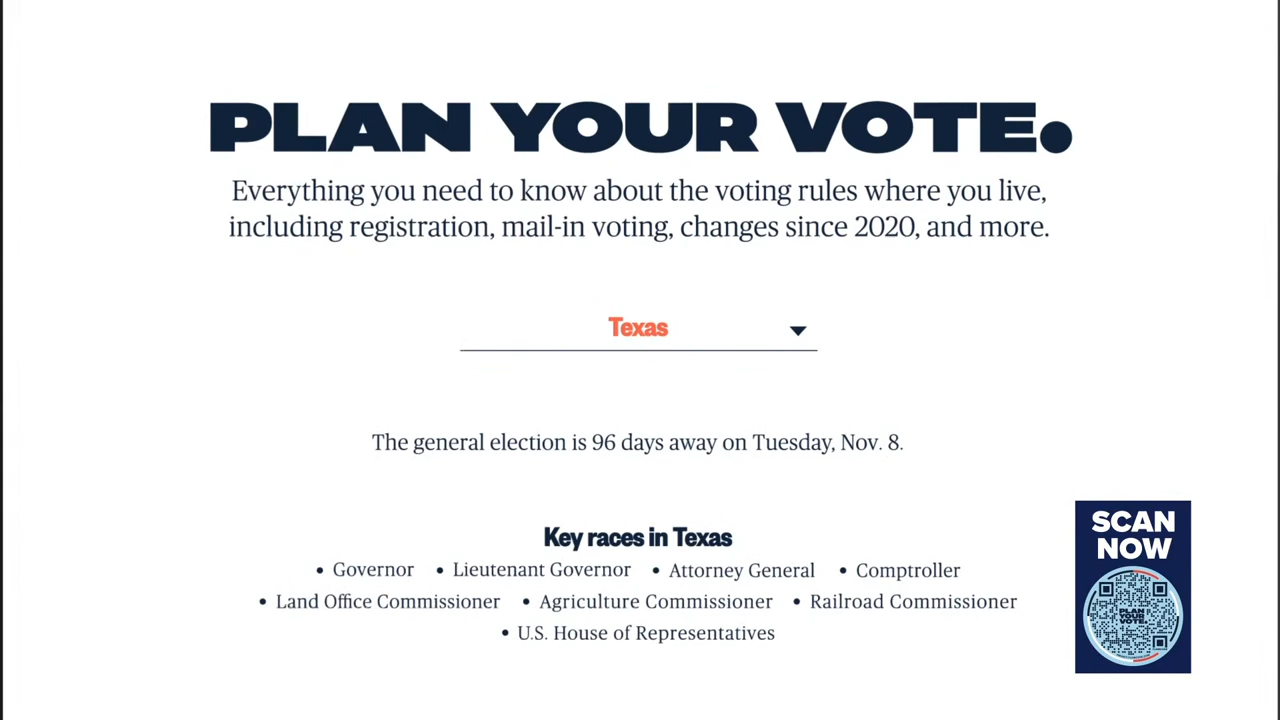 PLAN YOUR VOTE.
Everything you need to know about the voting rules where you live,
including registration, mail-in voting, changes since 2020, and more.
Texas
The general election is 96 days away on Tuesday, Nov. 8.
Key races in Texas
• Governor • Lieutenant Governor • Attorney General • Comptroller
• Land Office Commissioner • Agriculture Commissioner • Railroad Commissioner
• U.S. House of Representatives
SCAN
NOW
PLAN
YOUR
VOTE.